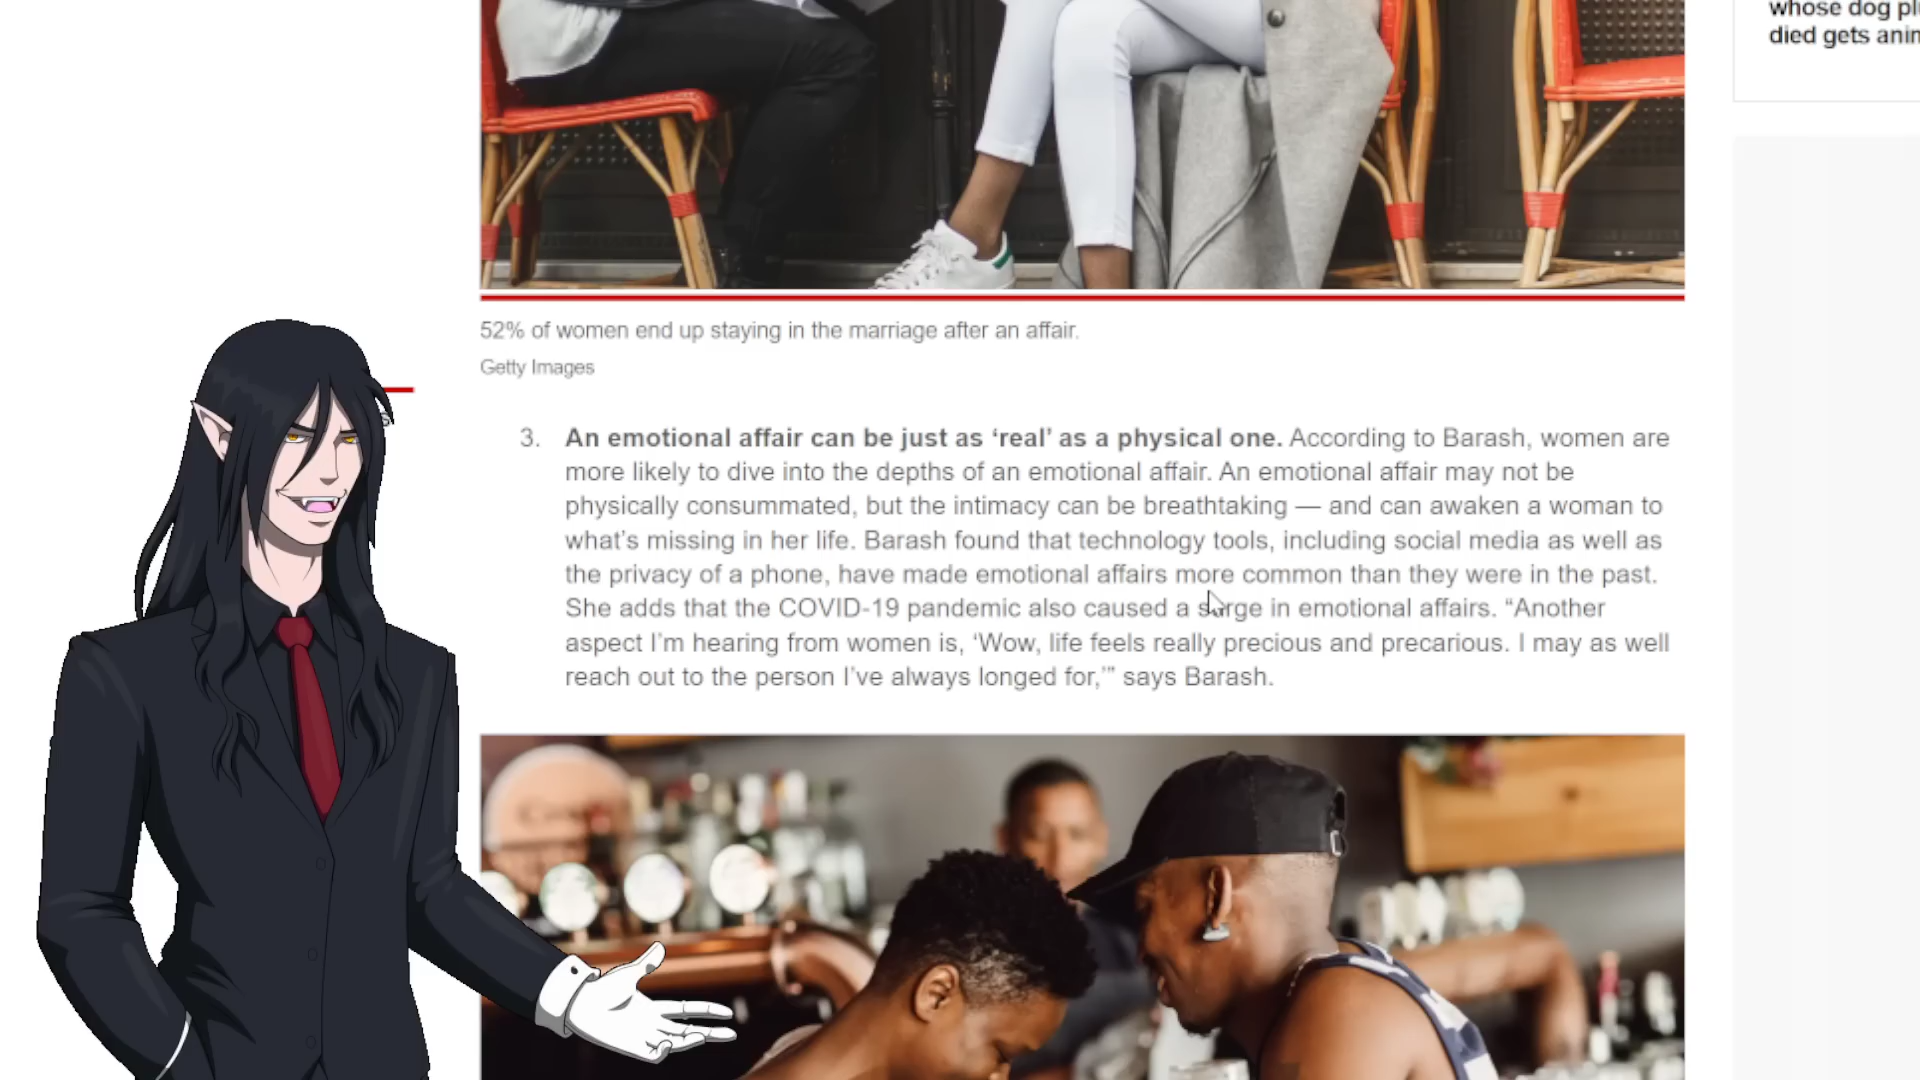 whose dog
died gets
52% of women end up staying in the marriage after an affair.
Getty Images
3. An emotional affair can be just as ‘real’ as a physical one. According to Barash, women are
more likely to dive into the depths of an emotional affair. An emotional affair may not be
physically consummated, but the intimacy can be breathtaking — and can awaken a woman to
what’s missing in her life. Barash found that technology tools, including social media as well as
the privacy of a phone, have made emotional affairs more common than they were in the past.
She adds that the COVID-19 pandemic also caused a surge in emotional affairs. “Another
aspect I’m hearing from women is, ‘Wow, life feels really precious and precarious. I may as well
reach out to the person I’ve always longed for,’” says Barash.